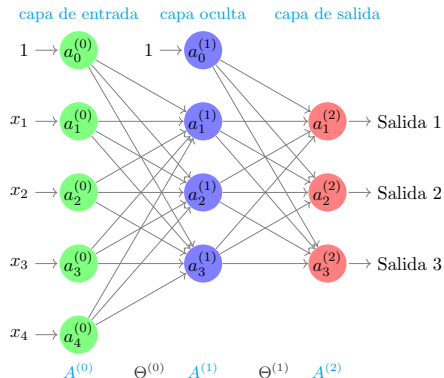 capa de entrada capa oculta capa de salida
1 a_0^{(0)} 1 a_0^{(1)}
x_1 a_1^{(0)} a_1^{(1)} a_1^{(2)} Salida 1
x_2 a_2^{(0)} a_2^{(1)} a_2^{(2)} Salida 2
x_3 a_3^{(0)} a_3^{(1)} a_3^{(2)} Salida 3
x_4 a_4^{(0)}
A^{(0)} Θ^{(0)} A^{(1)} Θ^{(1)} A^{(2)}